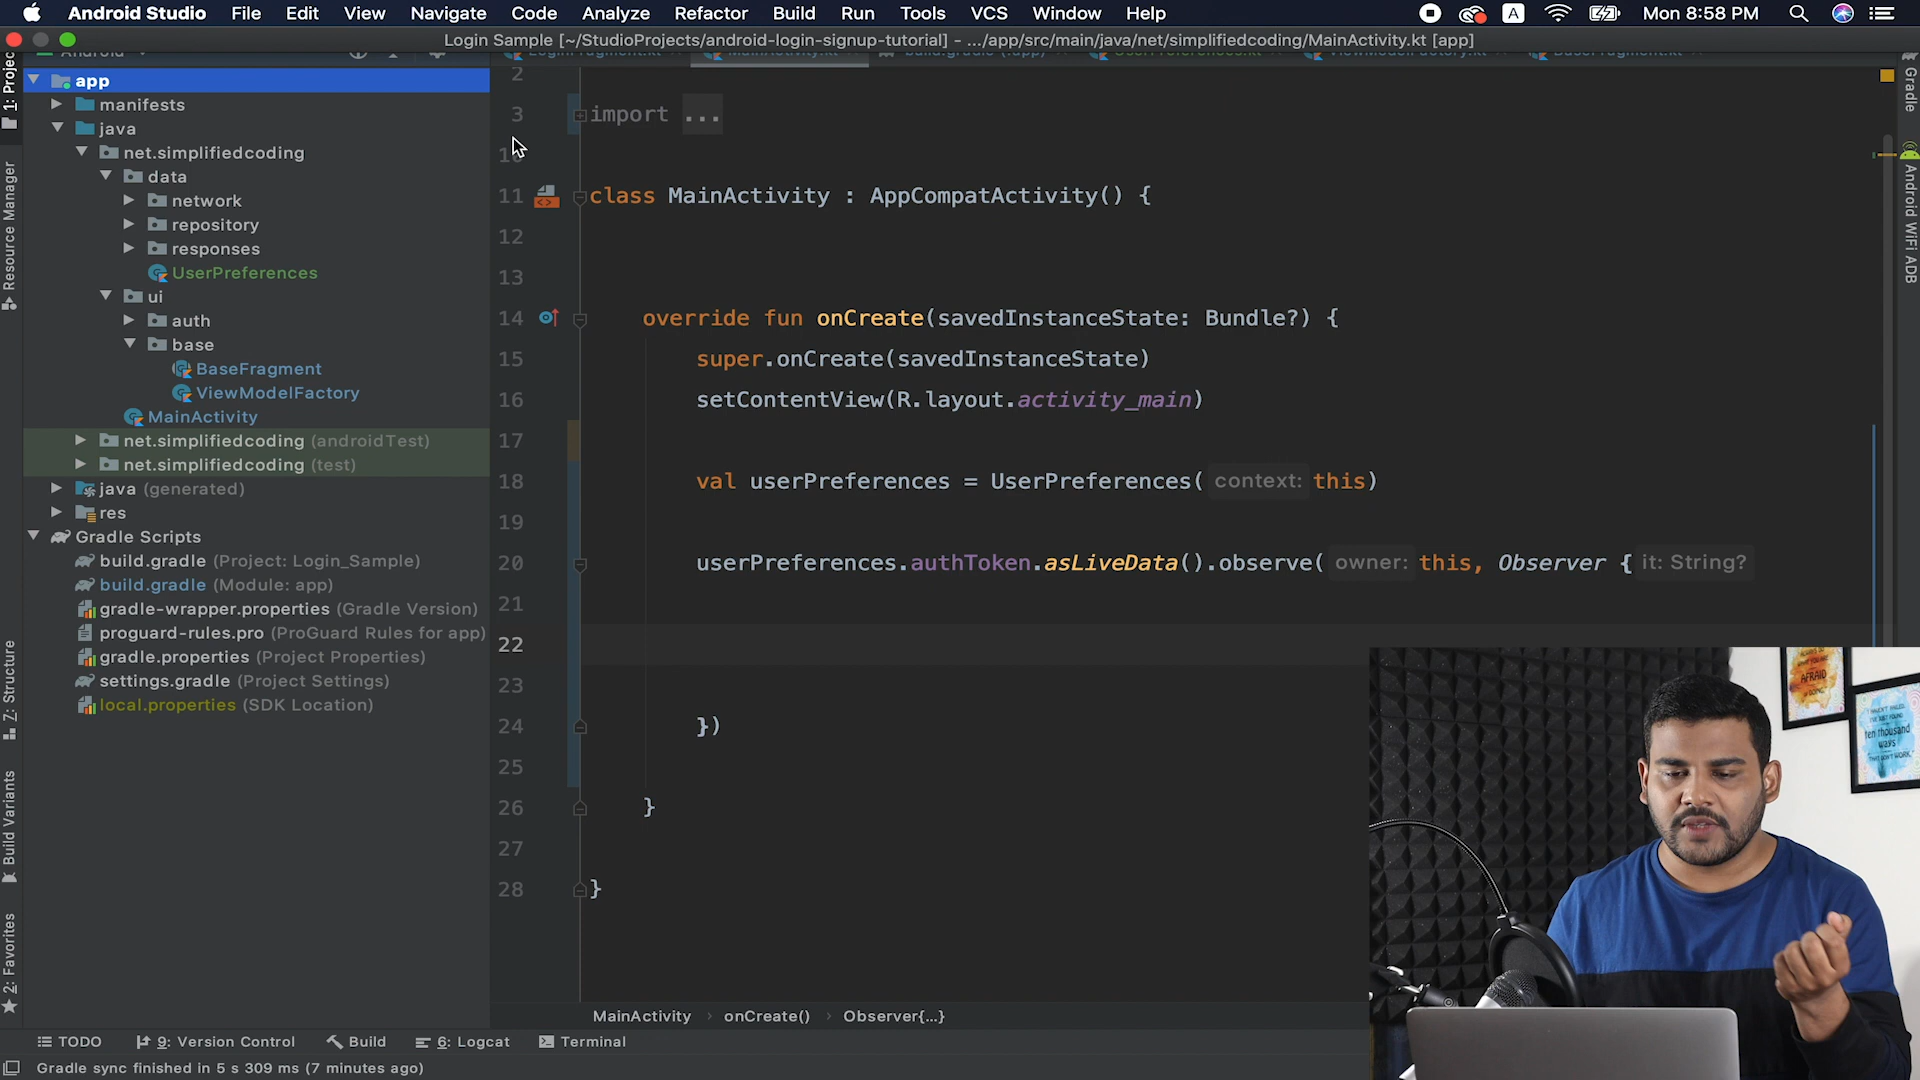 Android Studio File Edit View Navigate Code Analyze Refactor Build Run Tools VCS Window Help A Mon 8:58 PM
Login Sample [~/StudioProjects/android-login-signup-tutorial] - .../app/src/main/java/net/simplifiedcoding/MainActivity.kt [app]
app
manifests
java
net.simplifiedcoding
data
network
repository
responses
UserPreferences
ui
auth
base
BaseFragment
ViewModelFactory
MainActivity
net.simplifiedcoding (androidTest)
net.simplifiedcoding (test)
java (generated)
res
Gradle Scripts
build.gradle (Project: Login_Sample)
build.gradle (Module: app)
gradle-wrapper.properties (Gradle Version)
proguard-rules.pro (ProGuard Rules for app)
gradle.properties (Project Properties)
settings.gradle (Project Settings)
local.properties (SDK Location)
Resource Manager
Z: Structure
Build Variants
2: Favorites
2
3 import ...
11 class MainActivity : AppCompatActivity() {
12
13
14 override fun onCreate(savedInstanceState: Bundle?) {
15 super.onCreate(savedInstanceState)
16 setContentView(R.layout.activity_main)
17
18 val userPreferences = UserPreferences( context: this)
19
20 userPreferences.authToken.asLiveData().observe( owner: this, Observer { it: String?
21
22
23
24 })
25
26 }
27
28 }
Gradle
Android WiFi ADB
AFRAID
ten thousand
ways
MainActivity › onCreate() › Observer{...}
TODO 9: Version Control Build 6: Logcat Terminal
Gradle sync finished in 5 s 309 ms (7 minutes ago)